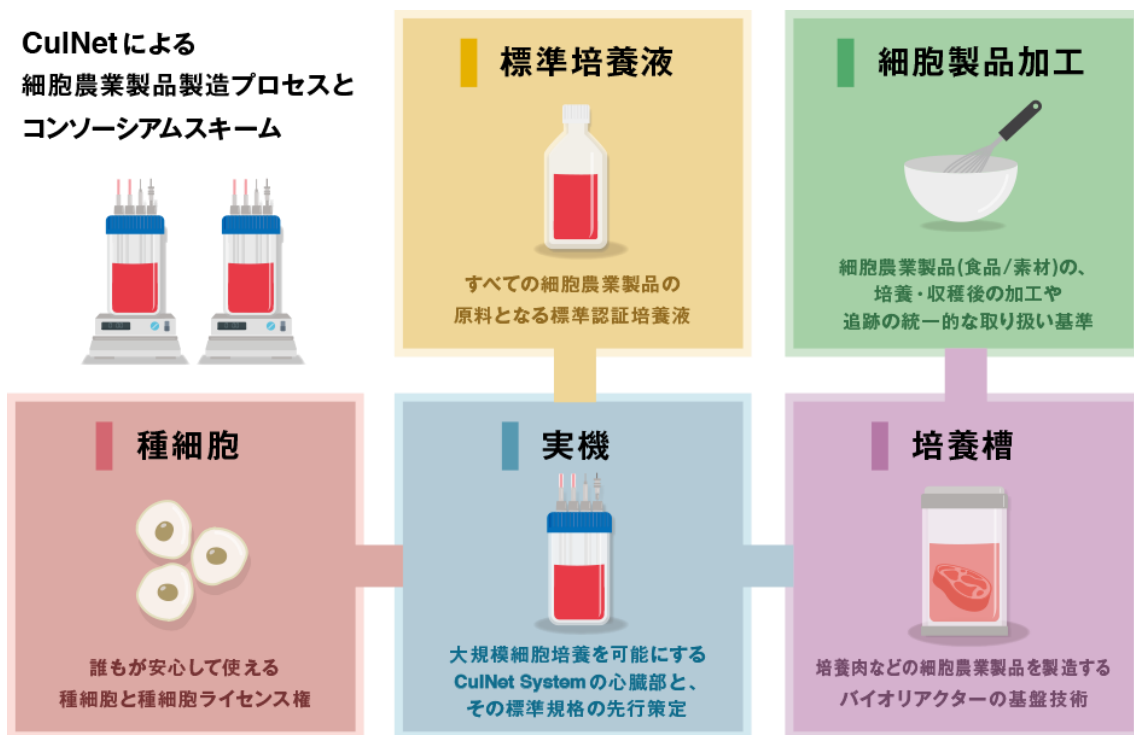 CulNetによる
細胞農業製品製造プロセスと
コンソーシアムスキーム
標準培養液
すべての細胞農業製品の
原料となる標準認証培養液
細胞製品加工
細胞農業製品(食品/素材)の、
培養・収穫後の加工や
追跡の統一的な取り扱い基準
種細胞
誰もが安心して使える
種細胞と種細胞ライセンス権
実機
大規模細胞培養を可能にする
CulNet Systemの心臓部と、
その標準規格の先行策定
培養槽
培養肉などの細胞農業製品を製造する
バイオリアクターの基盤技術